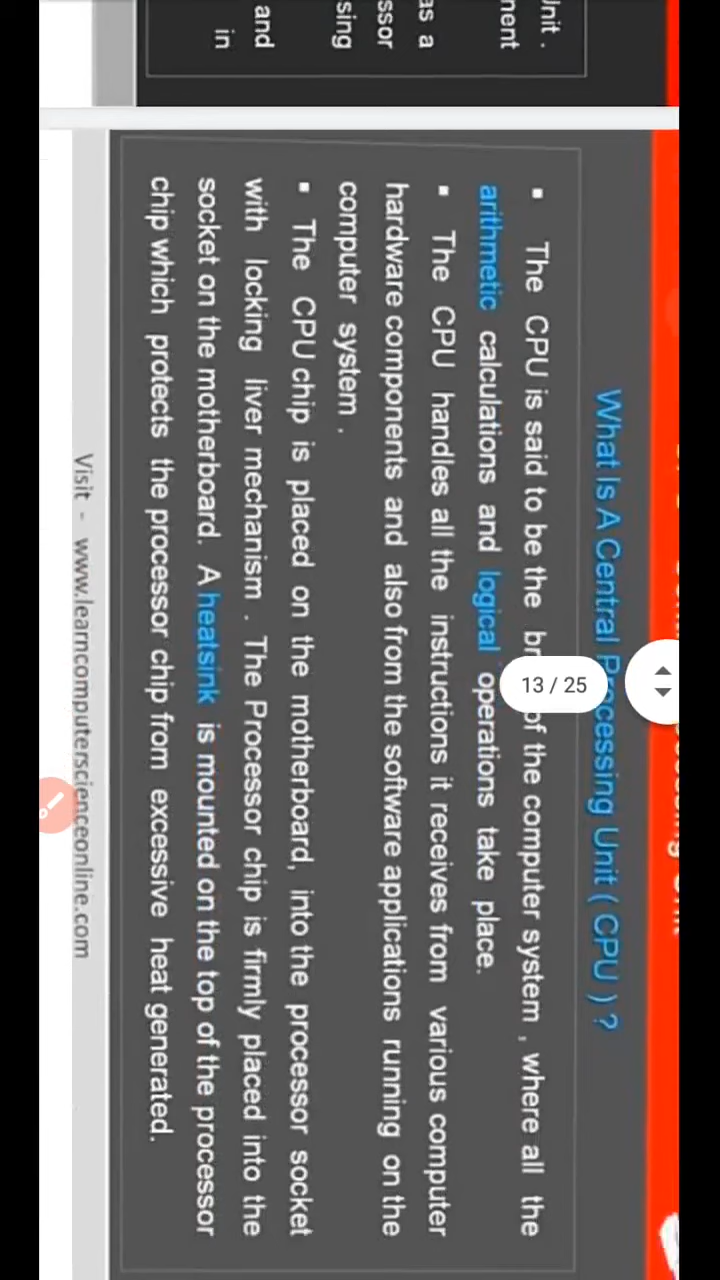 Unit .
as a
sing
and
in
What Is A Central Processing Unit ( CPU ) ?
▪ The CPU is said to be the of the computer system , where all the
arithmetic calculations and logical operations take place.
▪ The CPU handles all the instructions it receives from various computer
hardware components and also from the software applications running on the
computer system .
▪ The CPU chip is placed on the motherboard, into the processor socket
with locking liver mechanism . The Processor chip is firmly placed into the
socket on the motherboard. A heatsink is mounted on the top of the processor
chip which protects the processor chip from excessive heat generated.
Visit - www.learncomputerscienceonline.com
13 / 25